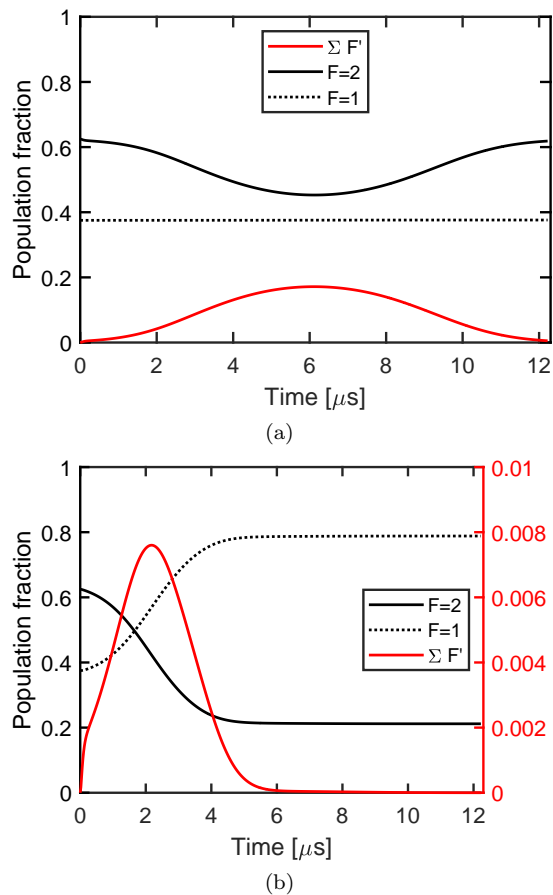 1
0.8
0.6
0.4
0.2
0
Population fraction
Σ F'
F=2
F=1
0 2 4 6 8 10 12
Time [μs]
(a)
1
0.8
0.6
0.4
0.2
0
Population fraction
F=2
F=1
Σ F'
0.01
0.008
0.006
0.004
0.002
0
0 2 4 6 8 10 12
Time [μs]
(b)